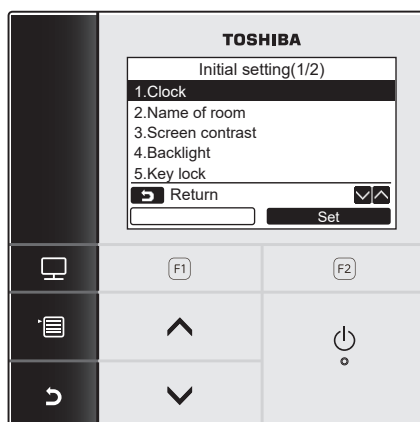 TOSHIBA
Initial setting(1/2)
1.Clock
2.Name of room
3.Screen contrast
4.Backlight
5.Key lock
Return
Set
F1
F2